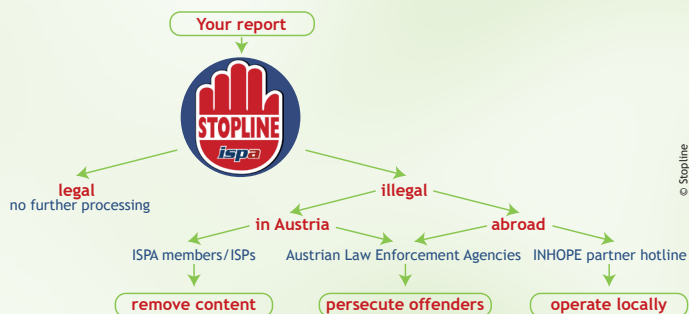 Your report
STOPLINE
ispa
© Stopline
legal
no further processing
illegal
in Austria
abroad
ISPA members/ISPs
Austrian Law Enforcement Agencies
INHOPE partner hotline
remove content
persecute offenders
operate locally